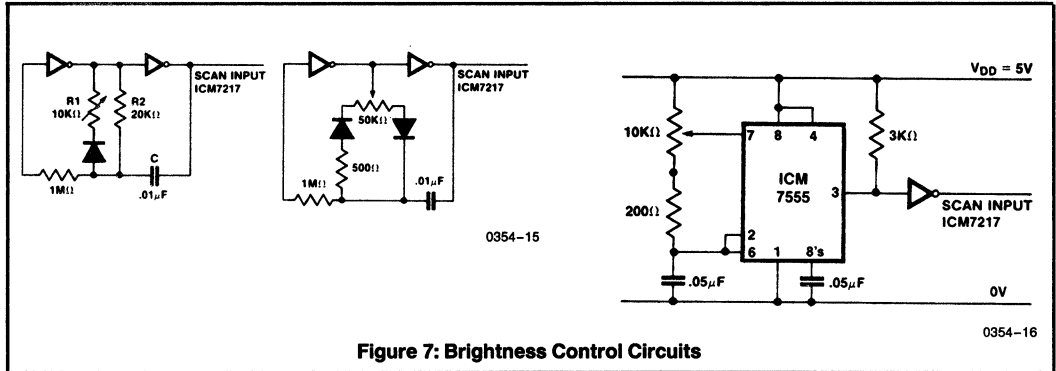 SCAN INPUT
ICM7217
R1
10KΩ
R2
20KΩ
C
1MΩ
.01μF
SCAN INPUT
ICM7217
50KΩ
500Ω
1MΩ
.01μF
0354–15
VDD = 5V
10KΩ
7
8
4
3KΩ
ICM
7555
3
SCAN INPUT
ICM7217
200Ω
2
6
1
8's
.05μF
.05μF
0V
0354–16
Figure 7: Brightness Control Circuits